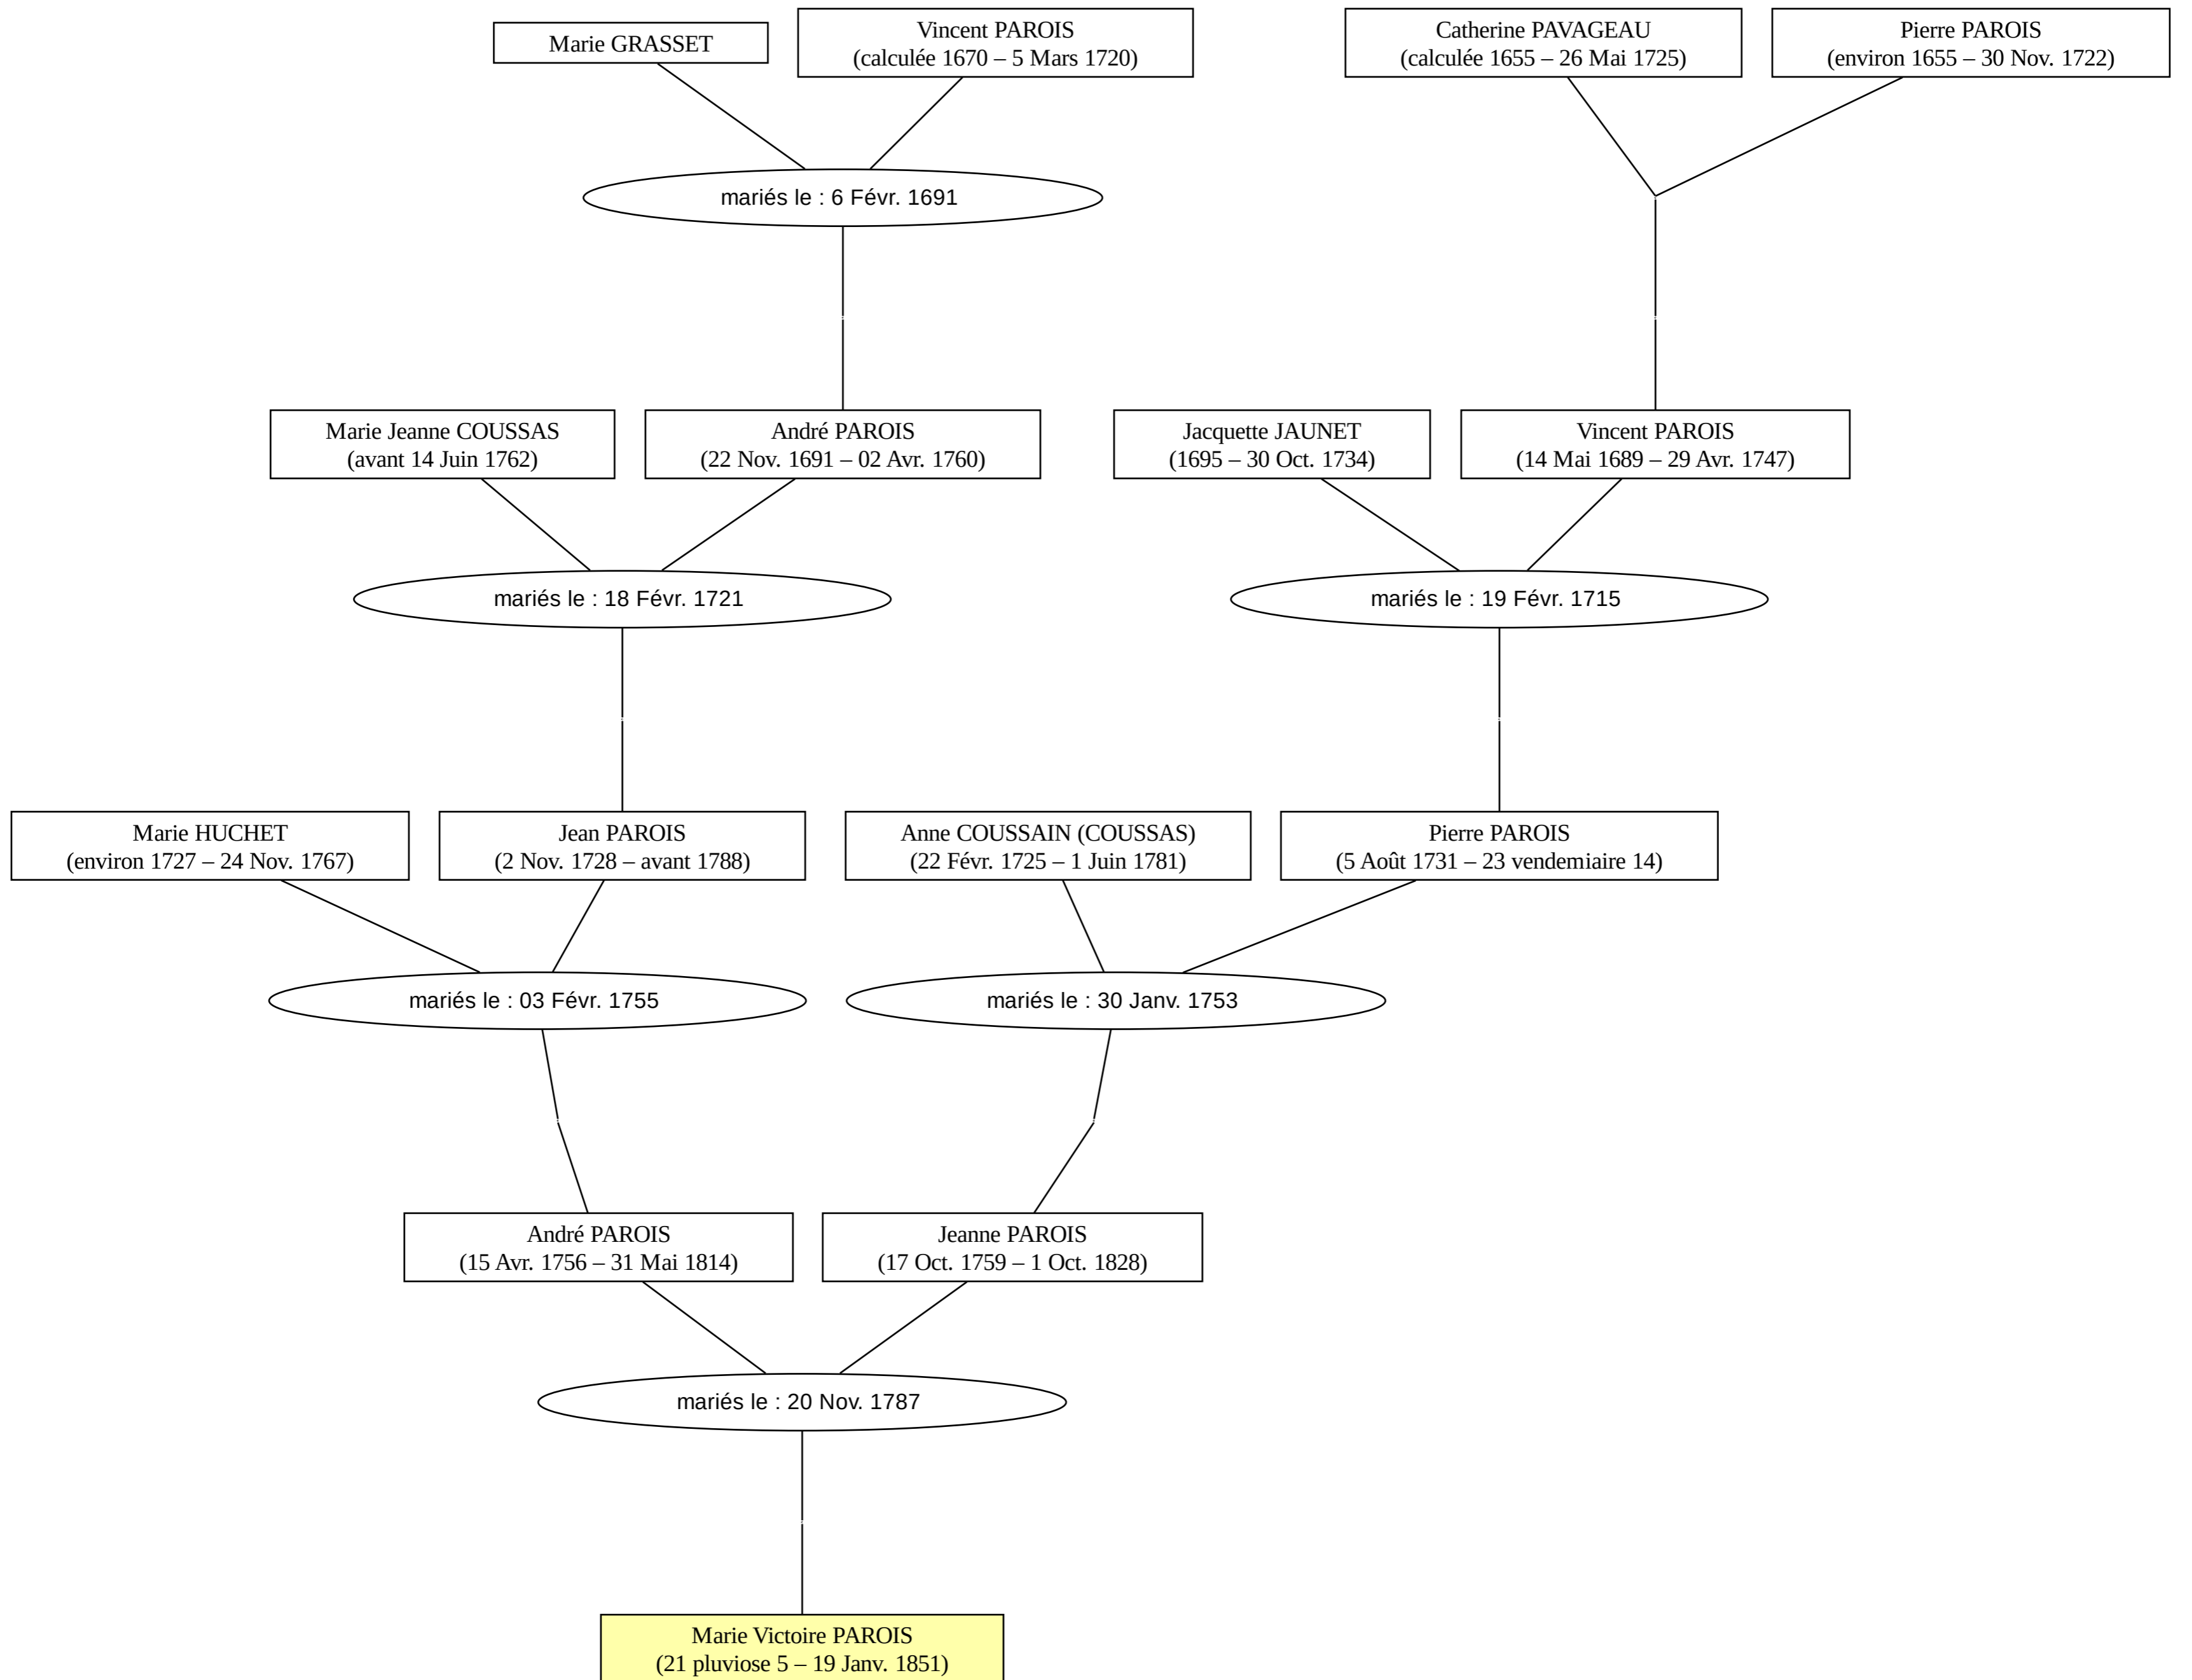 Marie GRASSET
Vincent PAROIS
(calculée 1670 – 5 Mars 1720)
Catherine PAVAGEAU
(calculée 1655 – 26 Mai 1725)
Pierre PAROIS
(environ 1655 – 30 Nov. 1722)
mariés le : 6 Févr. 1691
Marie Jeanne COUSSAS
(avant 14 Juin 1762)
André PAROIS
(22 Nov. 1691 – 02 Avr. 1760)
Jacquette JAUNET
(1695 – 30 Oct. 1734)
Vincent PAROIS
(14 Mai 1689 – 29 Avr. 1747)
mariés le : 18 Févr. 1721
mariés le : 19 Févr. 1715
Marie HUCHET
(environ 1727 – 24 Nov. 1767)
Jean PAROIS
(2 Nov. 1728 – avant 1788)
Anne COUSSAIN (COUSSAS)
(22 Févr. 1725 – 1 Juin 1781)
Pierre PAROIS
(5 Août 1731 – 23 vendemiaire 14)
mariés le : 03 Févr. 1755
mariés le : 30 Janv. 1753
André PAROIS
(15 Avr. 1756 – 31 Mai 1814)
Jeanne PAROIS
(17 Oct. 1759 – 1 Oct. 1828)
mariés le : 20 Nov. 1787
Marie Victoire PAROIS
(21 pluviose 5 – 19 Janv. 1851)